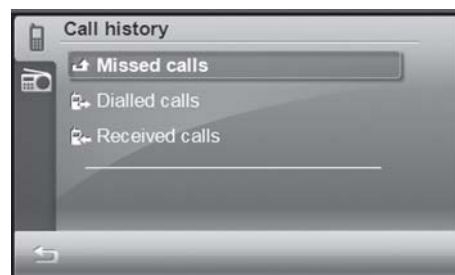 Call history
Missed calls
Dialled calls
Received calls